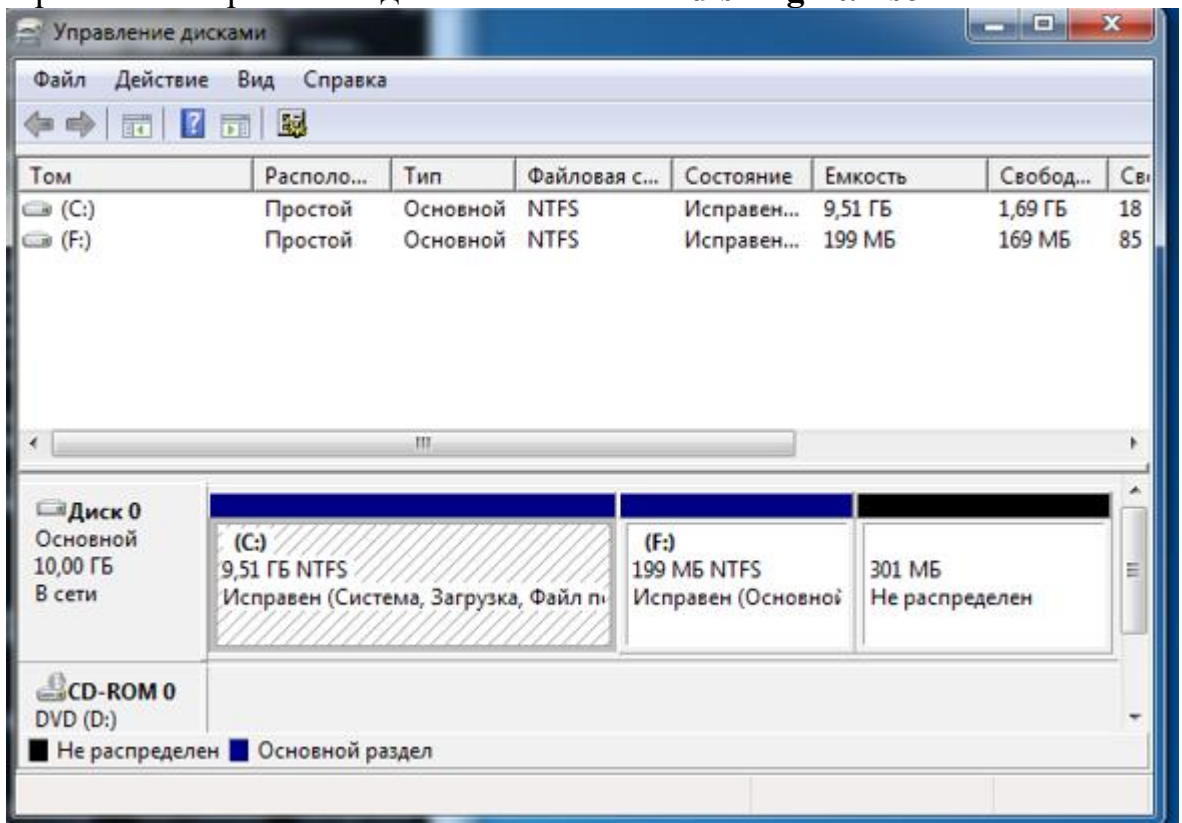 Управление дисками
Файл Действие Вид Справка
Том Располо... Тип Файловая с... Состояние Емкость Свобод... Св
(C:) Простой Основной NTFS Исправен... 9,51 ГБ 1,69 ГБ 18
(F:) Простой Основной NTFS Исправен... 199 МБ 169 МБ 85
Диск 0
Основной
10,00 ГБ
В сети
(C:)
9,51 ГБ NTFS
Исправен (Система, Загрузка, Файл п
(F:)
199 МБ NTFS
Исправен (Основной
301 МБ
Не распределен
CD-ROM 0
DVD (D:)
Не распределен Основной раздел